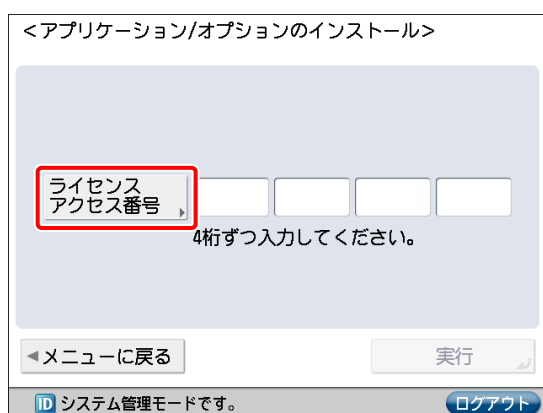 <アプリケーション/オプションのインストール>
ライセンス
アクセス番号
4桁ずつ入力してください。
メニューに戻る
実行
ID システム管理モードです。
ログアウト